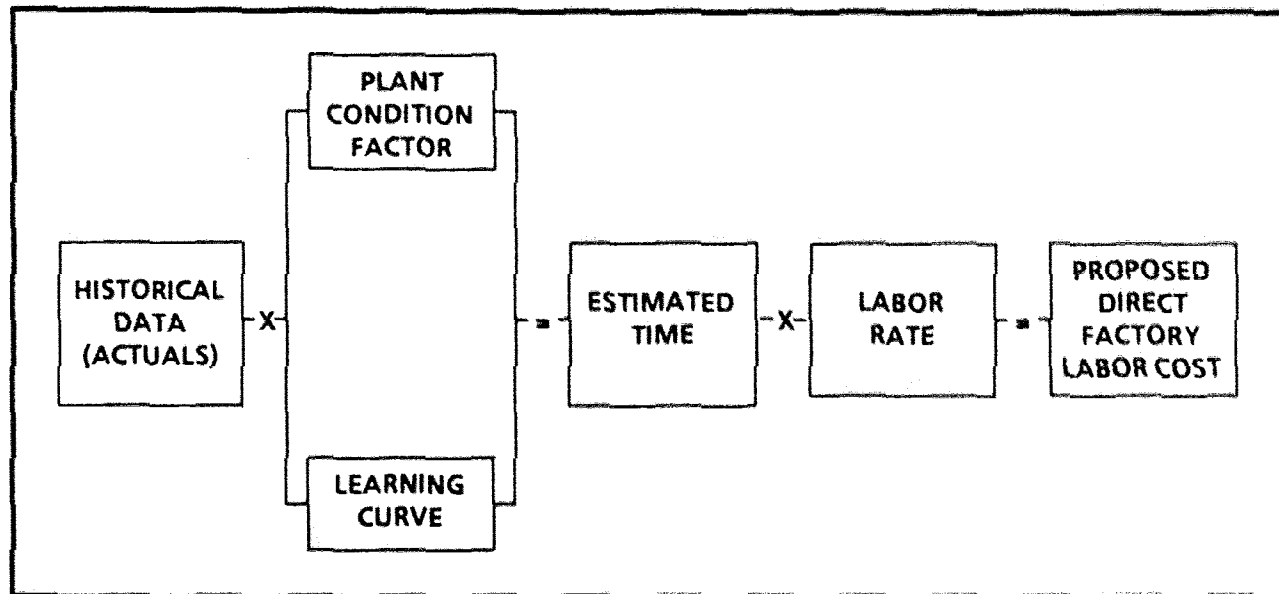 PLANT
CONDITION
FACTOR
HISTORICAL
DATA
(ACTUALS)
X
LEARNING
CURVE
=
ESTIMATED
TIME
X
LABOR
RATE
=
PROPOSED
DIRECT
FACTORY
LABOR COST